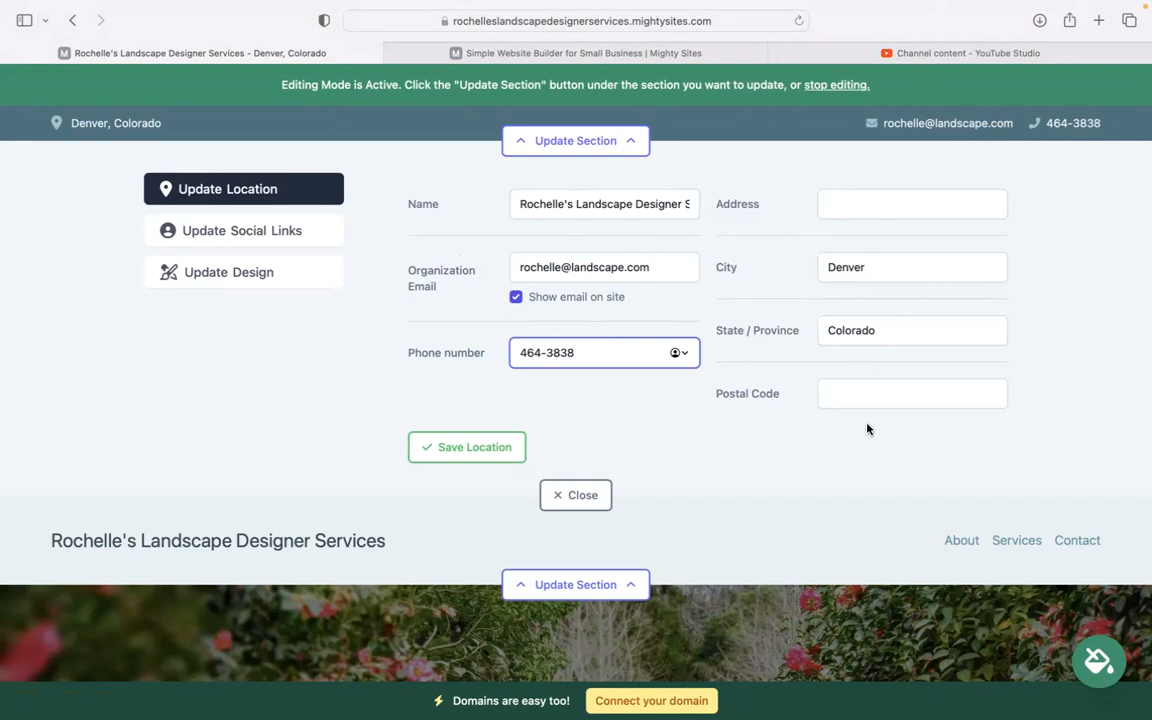 rochelleslandscapedesignerservices.mightysites.com
M Rochelle's Landscape Designer Services - Denver, Colorado
M Simple Website Builder for Small Business | Mighty Sites
Channel content - YouTube Studio
Editing Mode is Active. Click the "Update Section" button under the section you want to update, or stop editing.
Denver, Colorado
rochelle@landscape.com 464-3838
Update Section
Update Location
Update Social Links
Update Design
Name Rochelle's Landscape Designer S
Organization
Email
rochelle@landscape.com
Show email on site
Phone number 464-3838
Address
City Denver
State / Province Colorado
Postal Code
Save Location
Close
Rochelle's Landscape Designer Services
About Services Contact
Update Section
Domains are easy too! Connect your domain